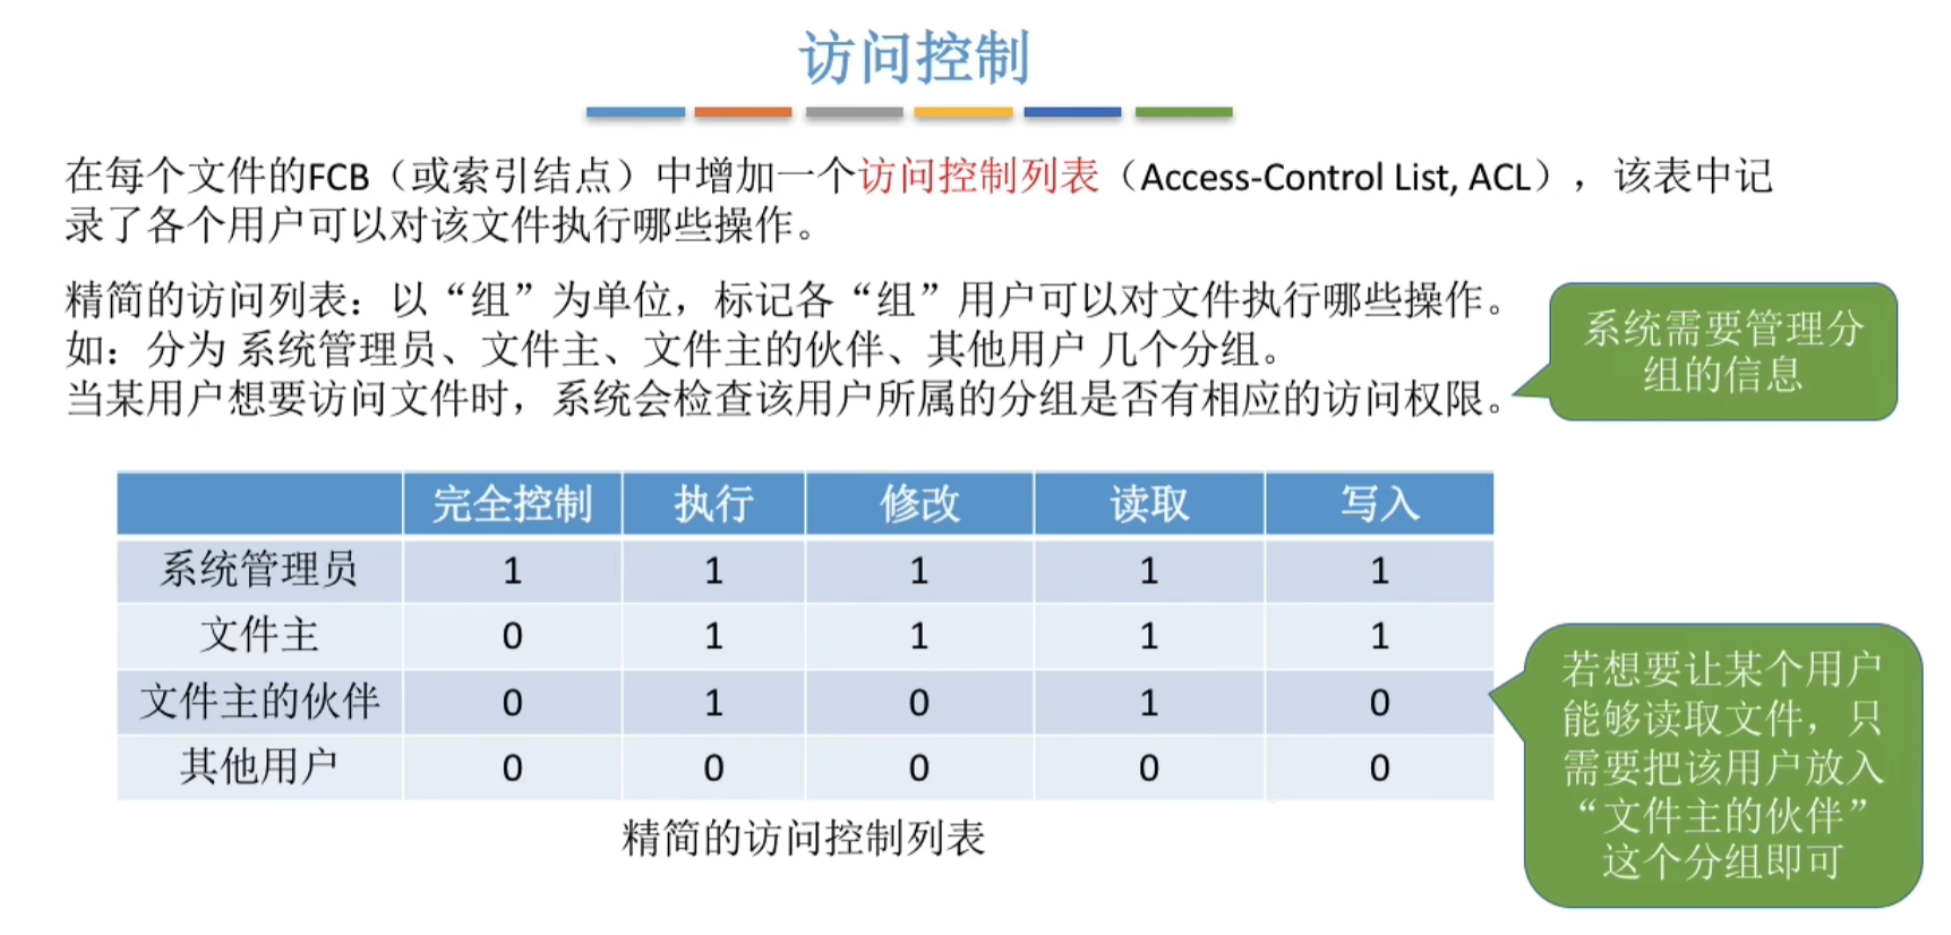 访问控制
在每个文件的FCB（或索引结点）中增加一个访问控制列表（Access-Control List, ACL），该表中记
录了各个用户可以对该文件执行哪些操作。
精简的访问列表：以“组”为单位，标记各“组”用户可以对文件执行哪些操作。
如：分为 系统管理员、文件主、文件主的伙伴、其他用户 几个分组。
当某用户想要访问文件时，系统会检查该用户所属的分组是否有相应的访问权限。
系统需要管理分
组的信息
完全控制 执行 修改 读取 写入
系统管理员 1 1 1 1 1
文件主 0 1 1 1 1
文件主的伙伴 0 1 0 1 0
其他用户 0 0 0 0 0
精简的访问控制列表
若想要让某个用户
能够读取文件，只
需要把该用户放入
“文件主的伙伴”
这个分组即可